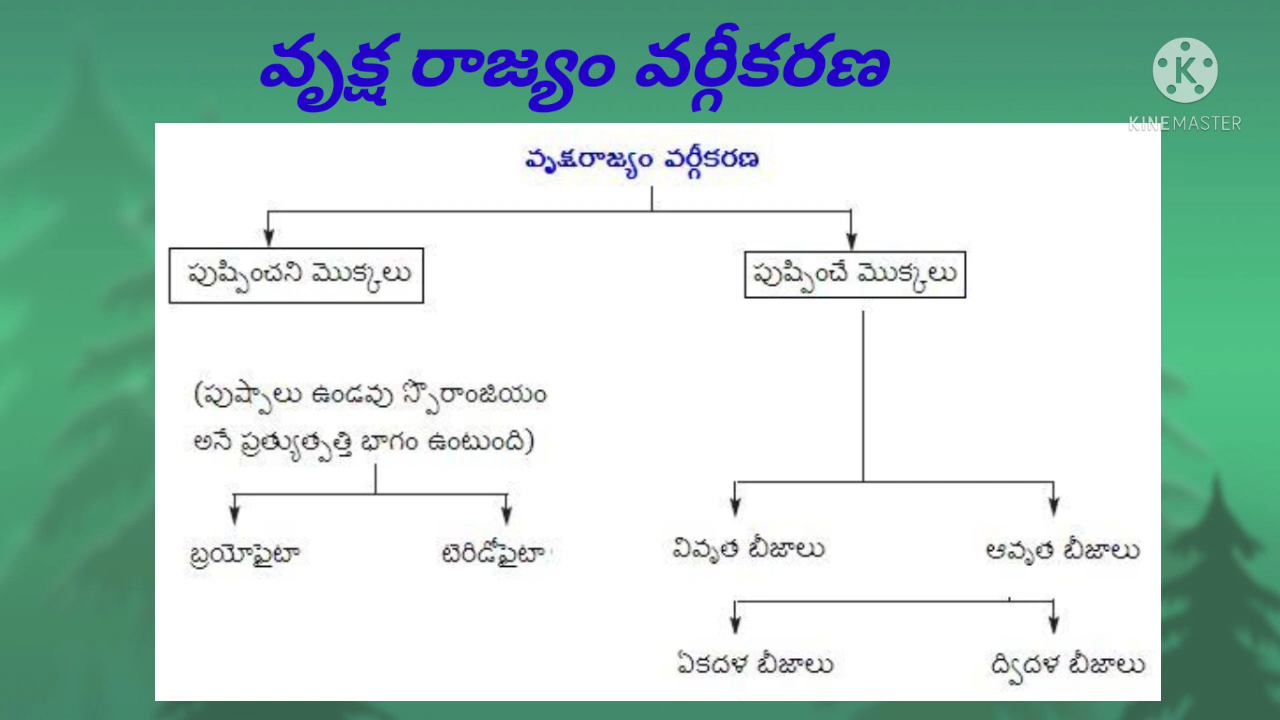 వృక్ష రాజ్యం వర్గీకరణ
K
KINEMASTER
వృక్షరాజ్యం వర్గీకరణ
పుష్పించని మొక్కలు
పుష్పించే మొక్కలు
(పుష్పాలు ఉండవు స్పొరాంజియం
అనే ప్రత్యుత్పత్తి భాగం ఉంటుంది)
బ్రయోఫైటా
టెరిడోఫైటా
వివృత బీజాలు
ఆవృత బీజాలు
ఏకదళ బీజాలు
ద్విదళ బీజాలు